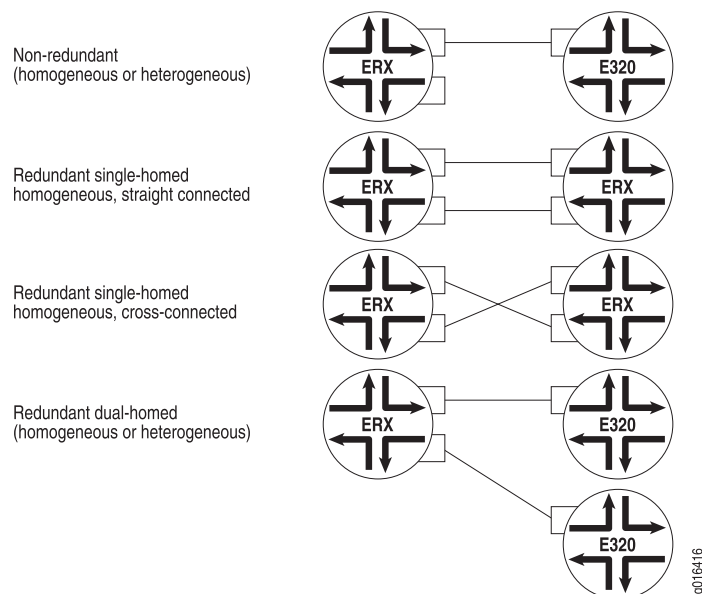 Non-redundant
(homogeneous or heterogeneous)
ERX
E320
Redundant single-homed
homogeneous, straight connected
ERX
ERX
Redundant single-homed
homogeneous, cross-connected
ERX
ERX
Redundant dual-homed
(homogeneous or heterogeneous)
ERX
E320
E320
g016416